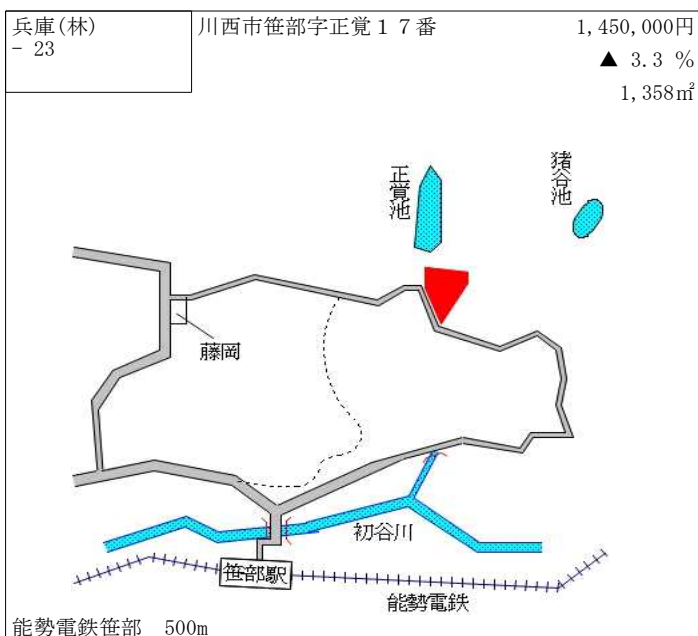 兵庫(林)
- 23
川西市笹部字正覚１７番
1,450,000円
▲ 3.3 %
1,358㎡
正覚池
猪谷池
藤岡
初谷川
笹部駅
能勢電鉄
能勢電鉄笹部　500m